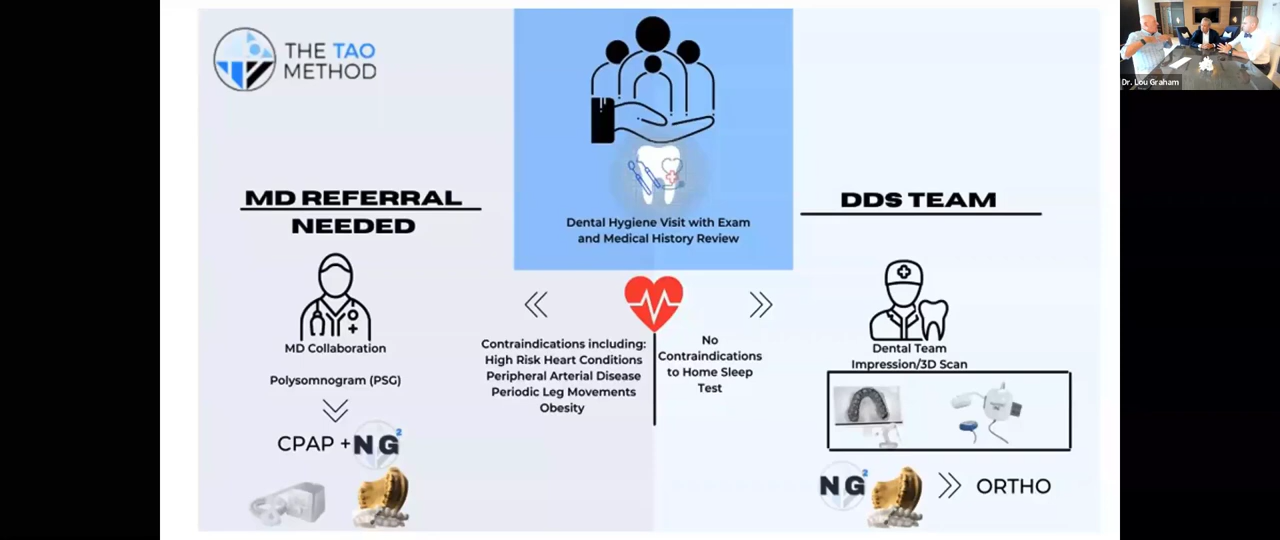 THE TAO
METHOD
Dental Hygiene Visit with Exam
and Medical History Review
MD REFERRAL
NEEDED
MD Collaboration
Polysomnogram (PSG)
CPAP + NG2
Contraindications including:
High Risk Heart Conditions
Peripheral Arterial Disease
Periodic Leg Movements
Obesity
No
Contraindications
to Home Sleep
Test
DDS TEAM
Dental Team
Impression/3D Scan
NG2
ORTHO
Dr. Lou Graham